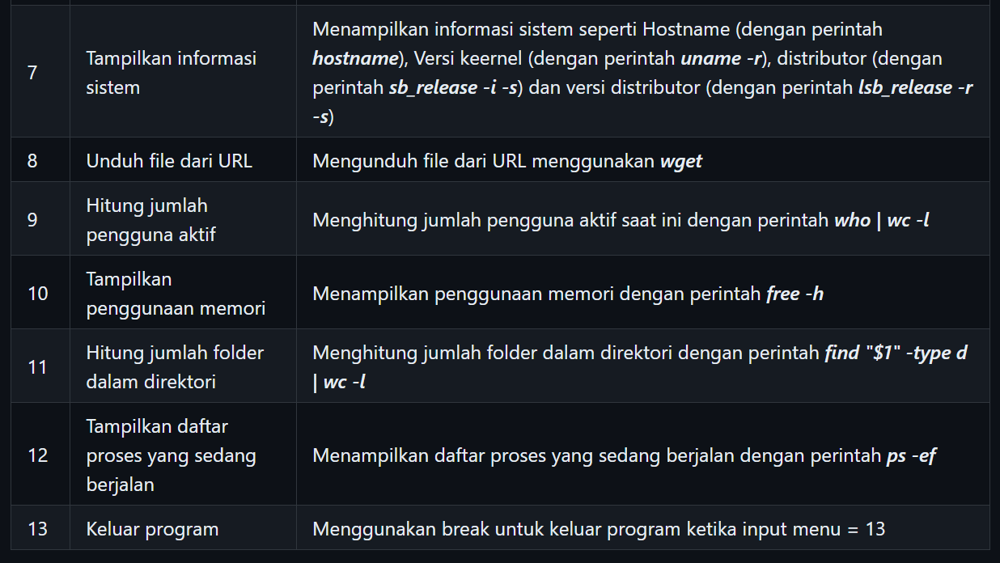 7
Tampilkan informasi
sistem
Menampilkan informasi sistem seperti Hostname (dengan perintah
hostname), Versi keernel (dengan perintah uname -r), distributor (dengan
perintah sb_release -i -s) dan versi distributor (dengan perintah lsb_release -r
-s)
8
Unduh file dari URL
Mengunduh file dari URL menggunakan wget
9
Hitung jumlah
pengguna aktif
Menghitung jumlah pengguna aktif saat ini dengan perintah who | wc -l
10
Tampilkan
penggunaan memori
Menampilkan penggunaan memori dengan perintah free -h
11
Hitung jumlah folder
dalam direktori
Menghitung jumlah folder dalam direktori dengan perintah find "$1" -type d
| wc -l
12
Tampilkan daftar
proses yang sedang
berjalan
Menampilkan daftar proses yang sedang berjalan dengan perintah ps -ef
13
Keluar program
Menggunakan break untuk keluar program ketika input menu = 13